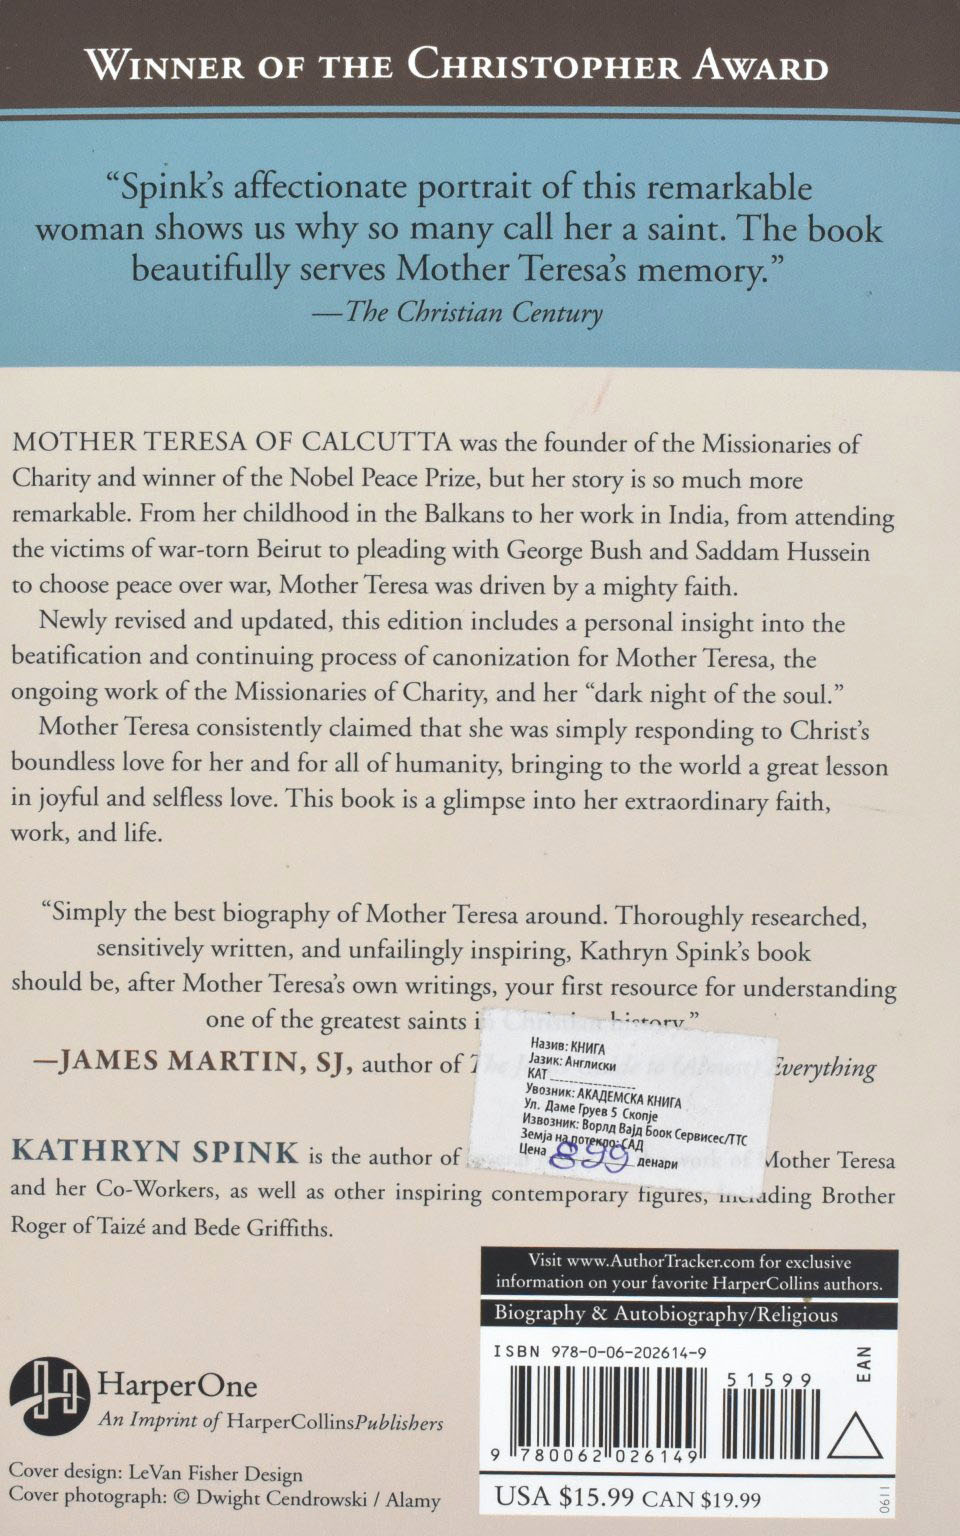 WINNER OF THE CHRISTOPHER AWARD
“Spink’s affectionate portrait of this remarkable
woman shows us why so many call her a saint. The book
beautifully serves Mother Teresa’s memory.”
—The Christian Century
MOTHER TERESA OF CALCUTTA was the founder of the Missionaries of
Charity and winner of the Nobel Peace Prize, but her story is so much more
remarkable. From her childhood in the Balkans to her work in India, from attending
the victims of war-torn Beirut to pleading with George Bush and Saddam Hussein
to choose peace over war, Mother Teresa was driven by a mighty faith.
Newly revised and updated, this edition includes a personal insight into the
beatification and continuing process of canonization for Mother Teresa, the
ongoing work of the Missionaries of Charity, and her “dark night of the soul.”
Mother Teresa consistently claimed that she was simply responding to Christ’s
boundless love for her and for all of humanity, bringing to the world a great lesson
in joyful and selfless love. This book is a glimpse into her extraordinary faith,
work, and life.
“Simply the best biography of Mother Teresa around. Thoroughly researched,
sensitively written, and unfailingly inspiring, Kathryn Spink’s book
should be, after Mother Teresa’s own writings, your first resource for understanding
one of the greatest saints in Christian history.”
—JAMES MARTIN, SJ, author of Everything
Назив: КНИГА
Јазик: Англиски
КАТ
Увозник: АКАДЕМСКА КНИГА
Ул. Даме Груев 5 Скопје
Извозник: Ворлд Вајд Боок Сервисес/ТТС
Земја на потекло: САД
Цена 899 денари
KATHRYN SPINK is the author of Mother Teresa
and her Co-Workers, as well as other inspiring contemporary figures, including Brother
Roger of Taizé and Bede Griffiths.
Visit www.AuthorTracker.com for exclusive
information on your favorite HarperCollins authors.
Biography & Autobiography/Religious
ISBN 978-0-06-202614-9
EAN
51599
9 780062 026149
USA $15.99 CAN $19.99
0611
HarperOne
An Imprint of HarperCollinsPublishers
Cover design: LeVan Fisher Design
Cover photograph: © Dwight Cendrowski / Alamy